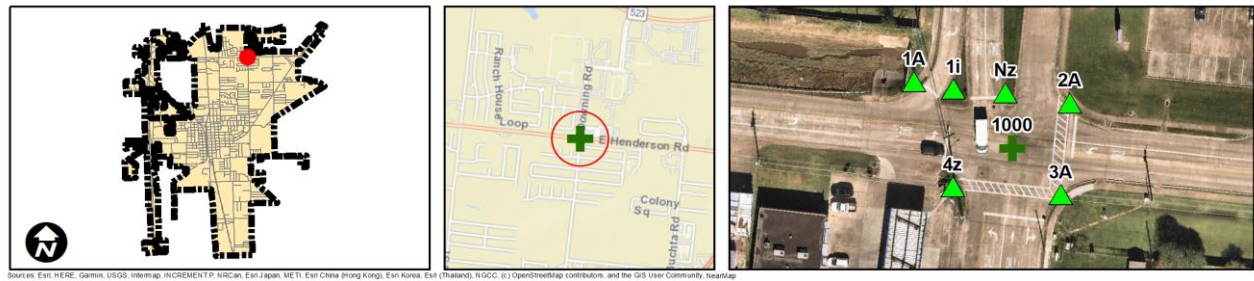 N
523
Ranch House
owning Rd
Loop
E Henderson Rd
Colony
Sq
uchta Rd
1A
1i
Nz
2A
1000
4z
3A
Sources: Esri, HERE, Garmin, USGS, Intermap, INCREMENT P, NRCan, Esri Japan, METI, Esri China (Hong Kong), Esri Korea, Esri (Thailand), NGCC, (c) OpenStreetMap contributors, and the GIS User Community, NearMap